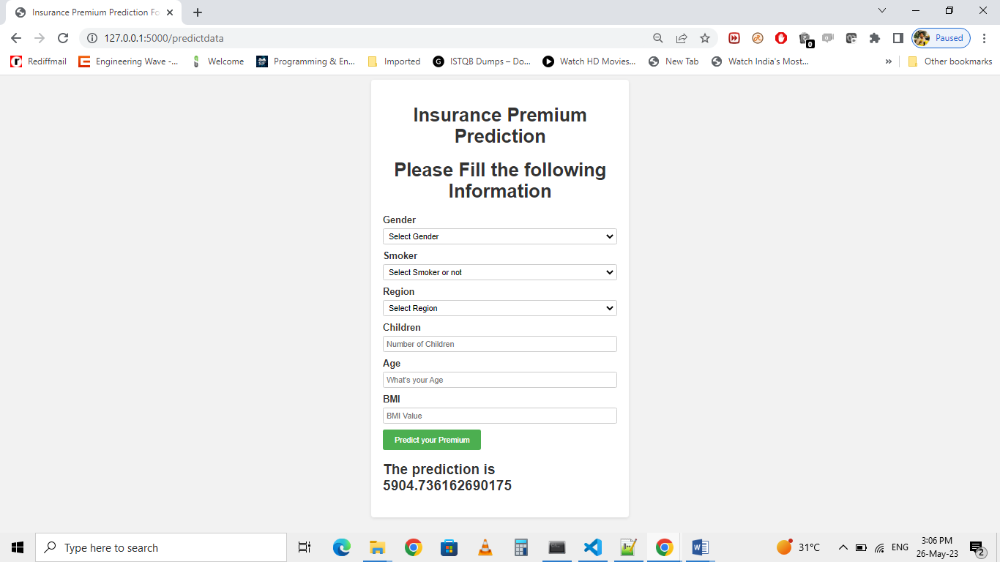 Insurance Premium Prediction Fo
127.0.0.1:5000/predictdata
0
Paused
Rediffmail
Engineering Wave -...
Welcome
Programming & En...
Imported
G
ISTQB Dumps – Do...
Watch HD Movies...
New Tab
Watch India's Most...
»
Other bookmarks
Insurance Premium
Prediction
Please Fill the following
Information
Gender
Select Gender
Smoker
Select Smoker or not
Region
Select Region
Children
Number of Children
Age
What's your Age
BMI
BMI Value
Predict your Premium
The prediction is
5904.736162690175
Type here to search
31°C
ENG
3:06 PM
26-May-23
2